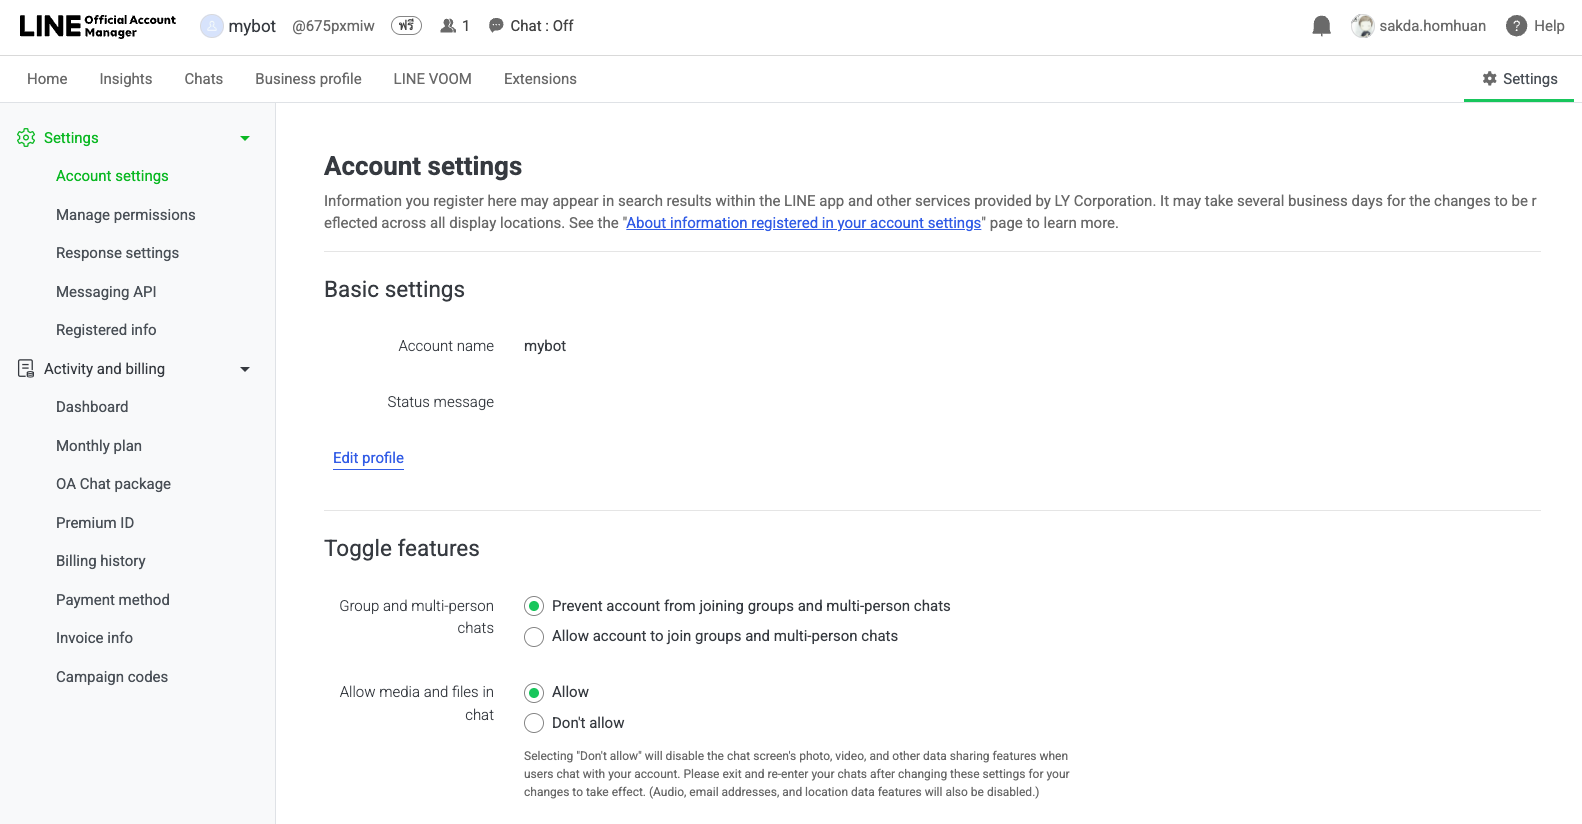 LINE Official Account Manager
mybot @675pxmiw ฟรี 1 Chat : Off
sakda.homhuan ? Help
Home Insights Chats Business profile LINE VOOM Extensions Settings
Settings
Account settings
Manage permissions
Response settings
Messaging API
Registered info
Activity and billing
Dashboard
Monthly plan
OA Chat package
Premium ID
Billing history
Payment method
Invoice info
Campaign codes
Account settings
Information you register here may appear in search results within the LINE app and other services provided by LY Corporation. It may take several business days for the changes to be r
eflected across all display locations. See the "About information registered in your account settings" page to learn more.
Basic settings
Account name mybot
Status message
Edit profile
Toggle features
Group and multi-person
chats
Prevent account from joining groups and multi-person chats
Allow account to join groups and multi-person chats
Allow media and files in
chat
Allow
Don't allow
Selecting "Don't allow" will disable the chat screen's photo, video, and other data sharing features when
users chat with your account. Please exit and re-enter your chats after changing these settings for your
changes to take effect. (Audio, email addresses, and location data features will also be disabled.)